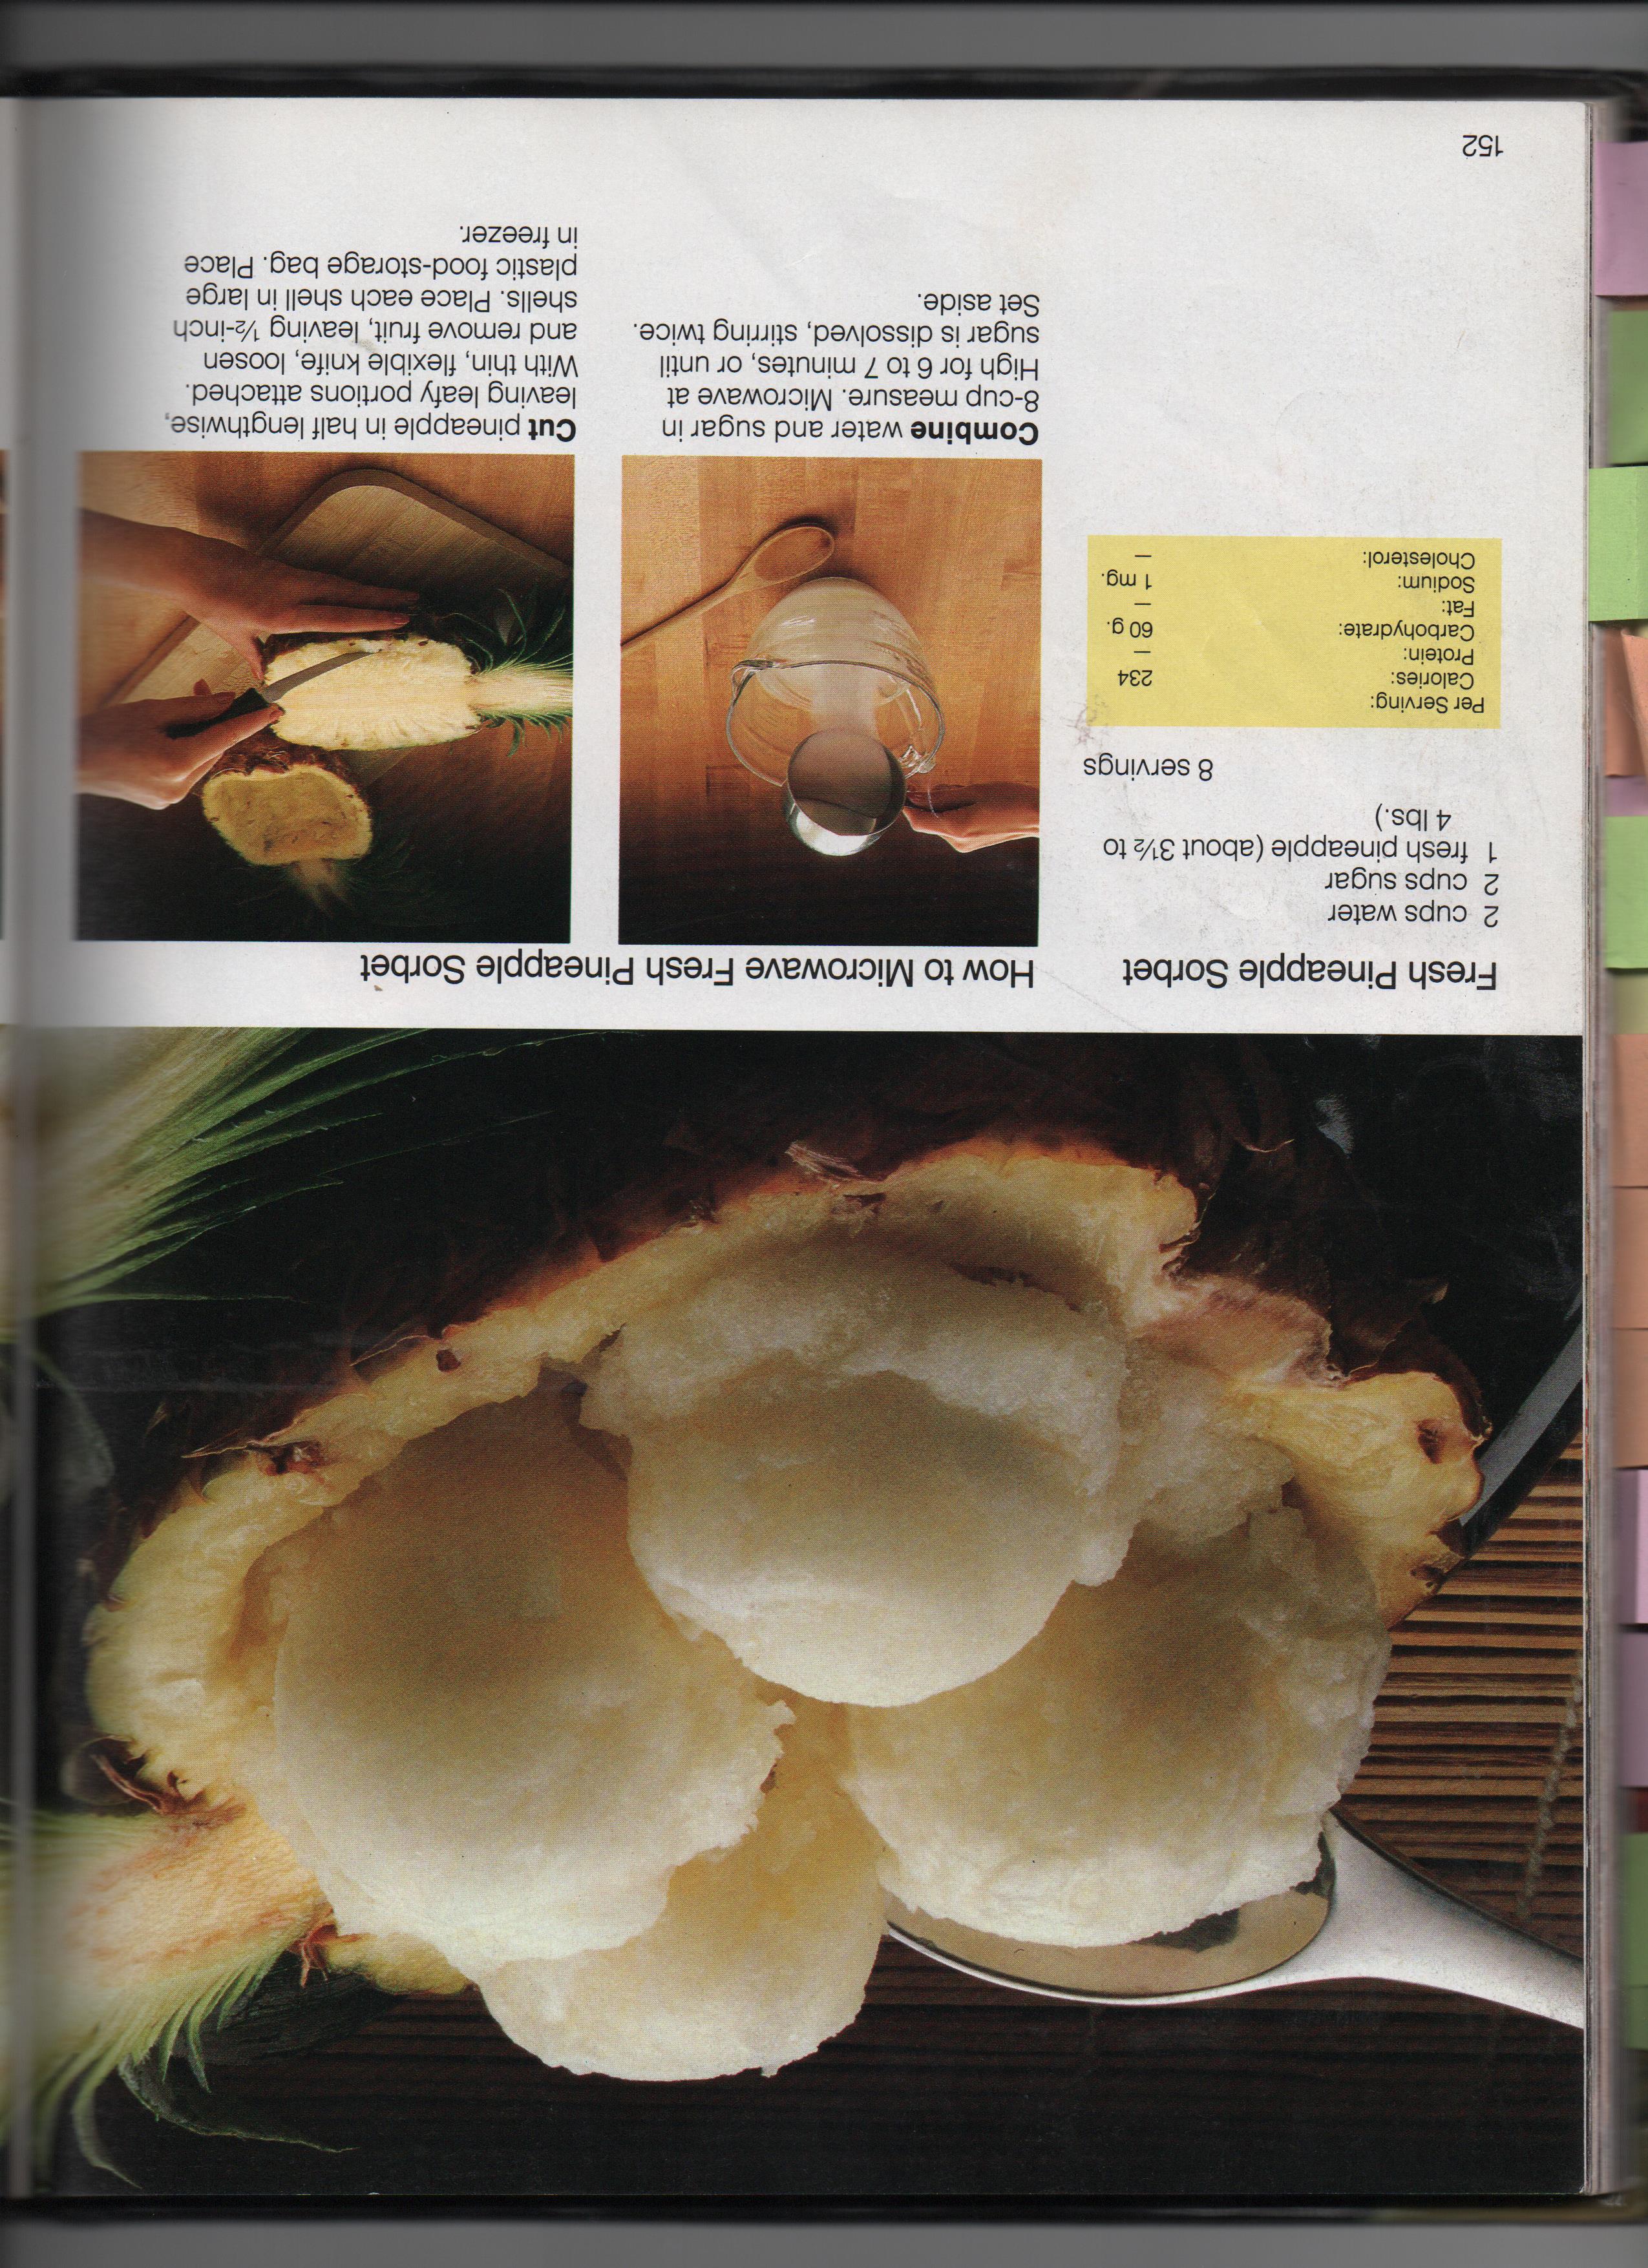 Fresh Pineapple Sorbet
2 cups water
2 cups sugar
1 fresh pineapple (about 3½ to
4 lbs.)
8 servings
Per Serving:
Calories: 234
Protein: —
Carbohydrate: 60 g.
Fat: —
Sodium: 1 mg.
Cholesterol: —
How to Microwave Fresh Pineapple Sorbet
Combine water and sugar in
8-cup measure. Microwave at
High for 6 to 7 minutes, or until
sugar is dissolved, stirring twice.
Set aside.
Cut pineapple in half lengthwise,
leaving leafy portions attached.
With thin, flexible knife, loosen
and remove fruit, leaving ½-inch
shells. Place each shell in large
plastic food-storage bag. Place
in freezer.
152